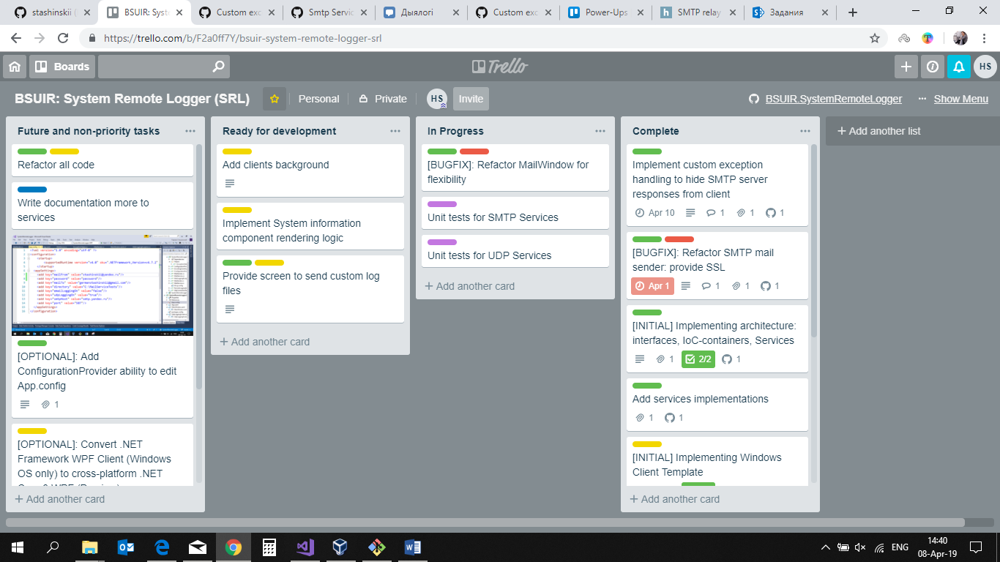 stashinskii (
BSUIR: Syst
Custom exc
Smtp Servic
Дыялогі
Custom exc
Power-Ups
SMTP relay
Задания
https://trello.com/b/F2a0ff7Y/bsuir-system-remote-logger-srl
Boards
Trello
HS
BSUIR: System Remote Logger (SRL)
Personal
Private
HS
Invite
BSUIR.SystemRemoteLogger
Show Menu
Future and non-priority tasks
Refactor all code
Write documentation more to
services
[OPTIONAL]: Add
ConfigurationProvider ability to edit
App.config
1
[OPTIONAL]: Convert .NET
Framework WPF Client (Windows
OS only) to cross-platform .NET
+ Add another card
Ready for development
Add clients background
Implement System information
component rendering logic
Provide screen to send custom log
files
+ Add another card
In Progress
[BUGFIX]: Refactor MailWindow for
flexibility
Unit tests for SMTP Services
Unit tests for UDP Services
+ Add another card
Complete
Implement custom exception
handling to hide SMTP server
responses from client
Apr 10 1 1 1
[BUGFIX]: Refactor SMTP mail
sender: provide SSL
Apr 1 1 1 1
[INITIAL] Implementing architecture:
interfaces, IoC-containers, Services
1 2/2 1
Add services implementations
1 1
[INITIAL] Implementing Windows
Client Template
+ Add another card
+ Add another list
ENG
14:40
08-Apr-19